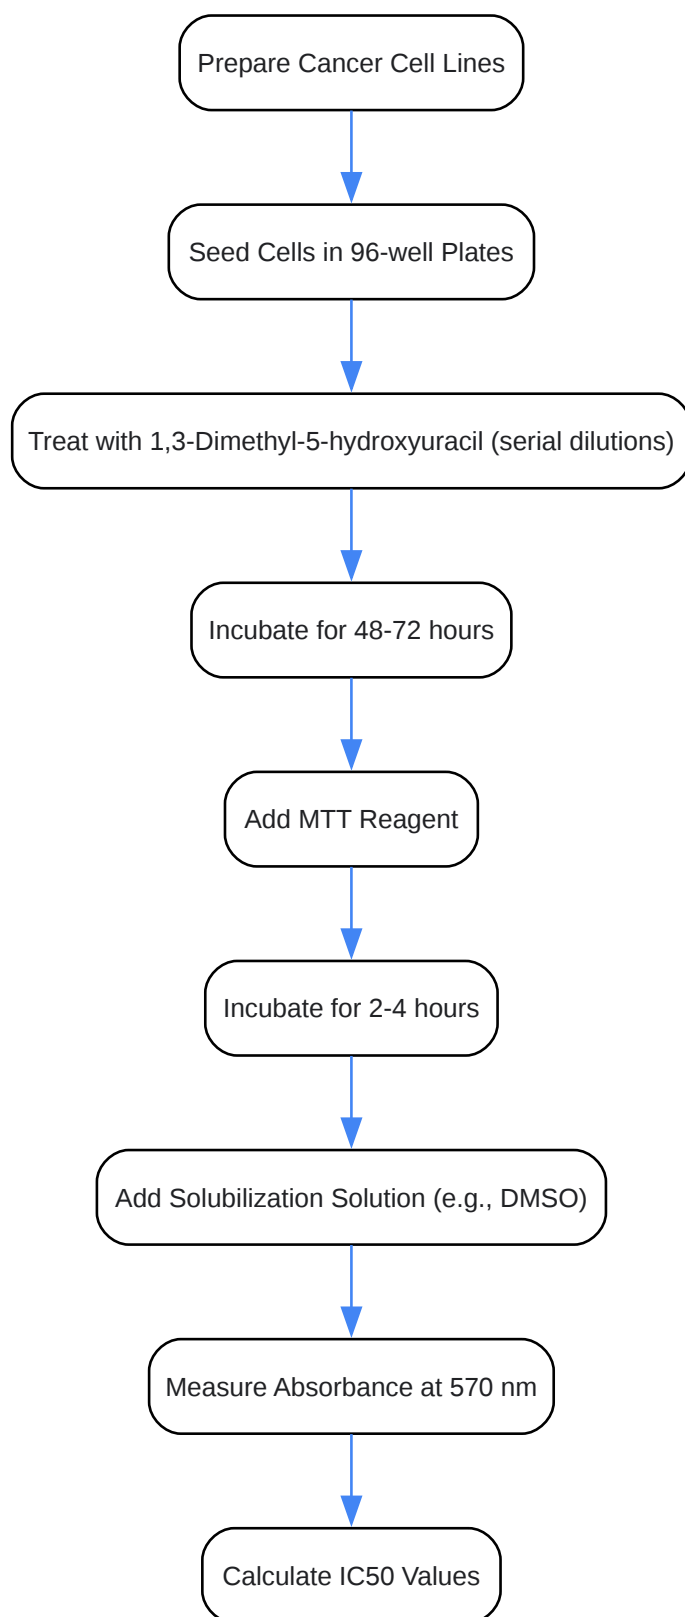 Prepare Cancer Cell Lines
Seed Cells in 96-well Plates
Treat with 1,3-Dimethyl-5-hydroxyuracil (serial dilutions)
Incubate for 48-72 hours
Add MTT Reagent
Incubate for 2-4 hours
Add Solubilization Solution (e.g., DMSO)
Measure Absorbance at 570 nm
Calculate IC50 Values